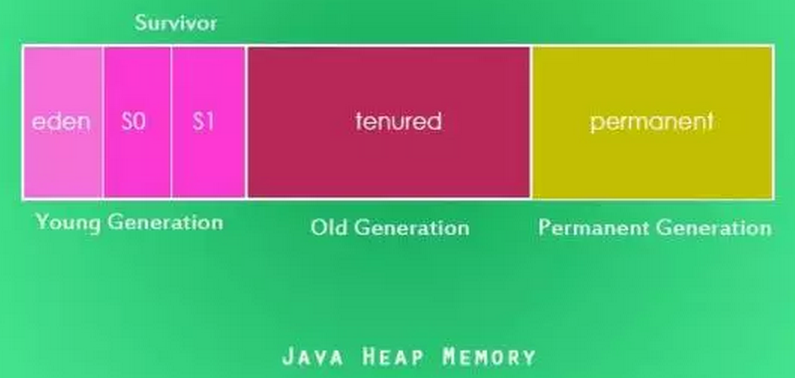 Survivor
eden S0 S1 tenured permanent
Young Generation Old Generation Permanent Generation
JAVA HEAP MEMORY